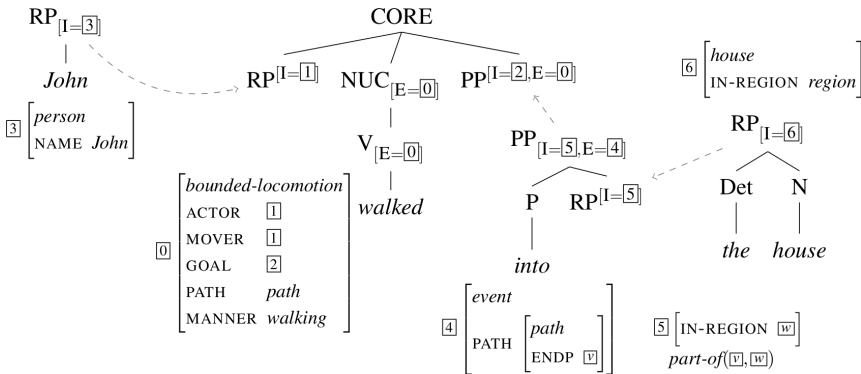 RP[I=3]
John
3 [person
NAME John]
CORE
RP[I=1] NUC[E=0] PP[I=2,E=0]
V[E=0]
walked
0 [bounded-locomotion
ACTOR 1
MOVER 1
GOAL 2
PATH path
MANNER walking]
PP[I=5,E=4]
P RP[I=5]
into
4 [event
PATH [path
ENDP v]]
5 [IN-REGION w]
part-of(v, w)
6 [house
IN-REGION region]
RP[I=6]
Det N
the house